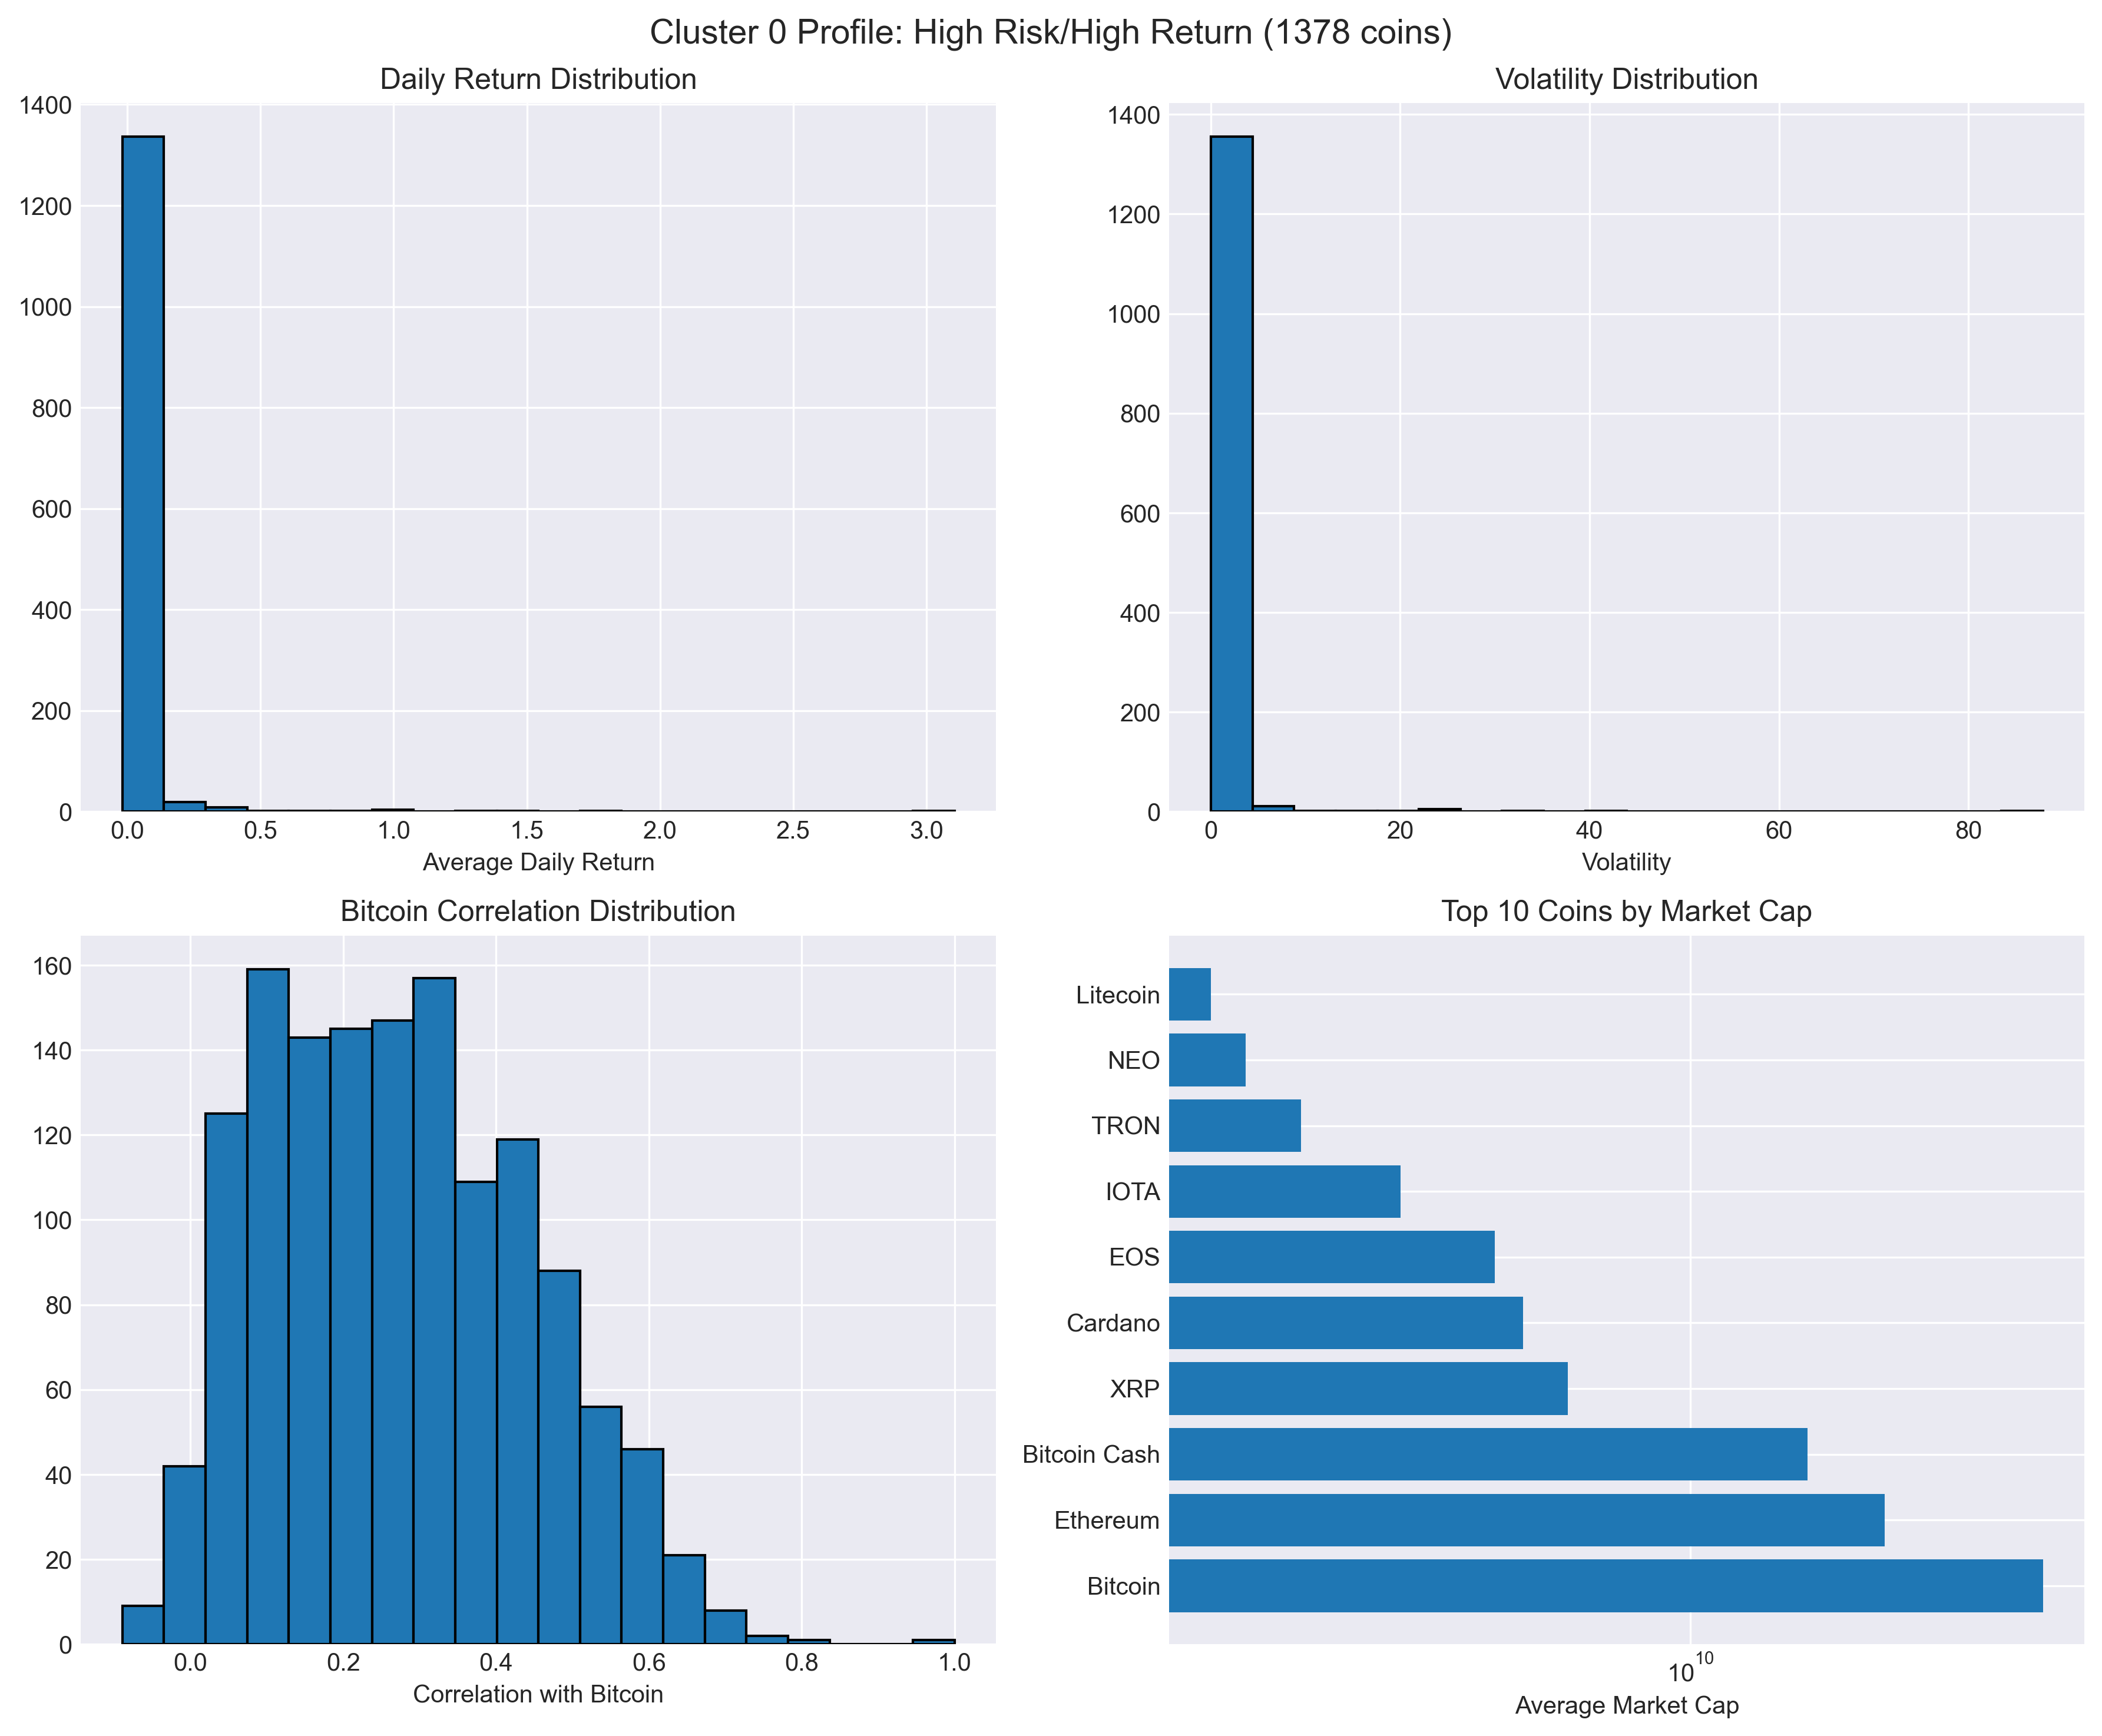 Cluster 0 Profile: High Risk/High Return (1378 coins)
Daily Return Distribution
1400
1200
1000
800
600
400
200
0
0.0 0.5 1.0 1.5 2.0 2.5 3.0
Average Daily Return
Volatility Distribution
1400
1200
1000
800
600
400
200
0
0 20 40 60 80
Volatility
Bitcoin Correlation Distribution
160
140
120
100
80
60
40
20
0
0.0 0.2 0.4 0.6 0.8 1.0
Correlation with Bitcoin
Top 10 Coins by Market Cap
Litecoin
NEO
TRON
IOTA
EOS
Cardano
XRP
Bitcoin Cash
Ethereum
Bitcoin
10^10
Average Market Cap